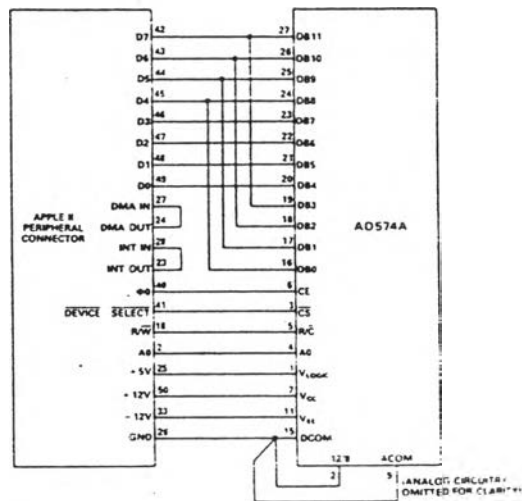 D7 42 27 DB11
D6 43 26 DB10
D5 44 25 DB9
D4 45 24 DB8
D3 46 23 DB7
D2 47 22 DB6
D1 48 21 DB5
D0 49 20 DB4
DMA IN 27 19 DB3
DMA OUT 24 18 DB2
APPLE II
PERIPHERAL
CONNECTOR
AD574A
INT IN 28 17 DB1
INT OUT 23 16 DB0
Φ0 40 6 CE
DEVICE SELECT 41 3 CS
R/W 18 5 R/C
A0 2 4 A0
+ 5V 25 1 VLOGIC
+ 12V 50 7 VCC
- 12V 33 11 VEE
GND 26 15 DCOM
12/8 ACOM
2 9
(ANALOG CIRCUITRY
OMITTED FOR CLARITY)